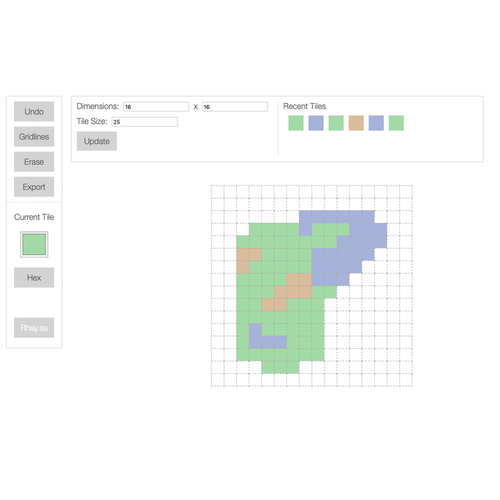 Undo
Gridlines
Erase
Export
Current Tile
Hex
Rhay.es
Dimensions: 16 X 16
Tile Size: 25
Update
Recent Tiles